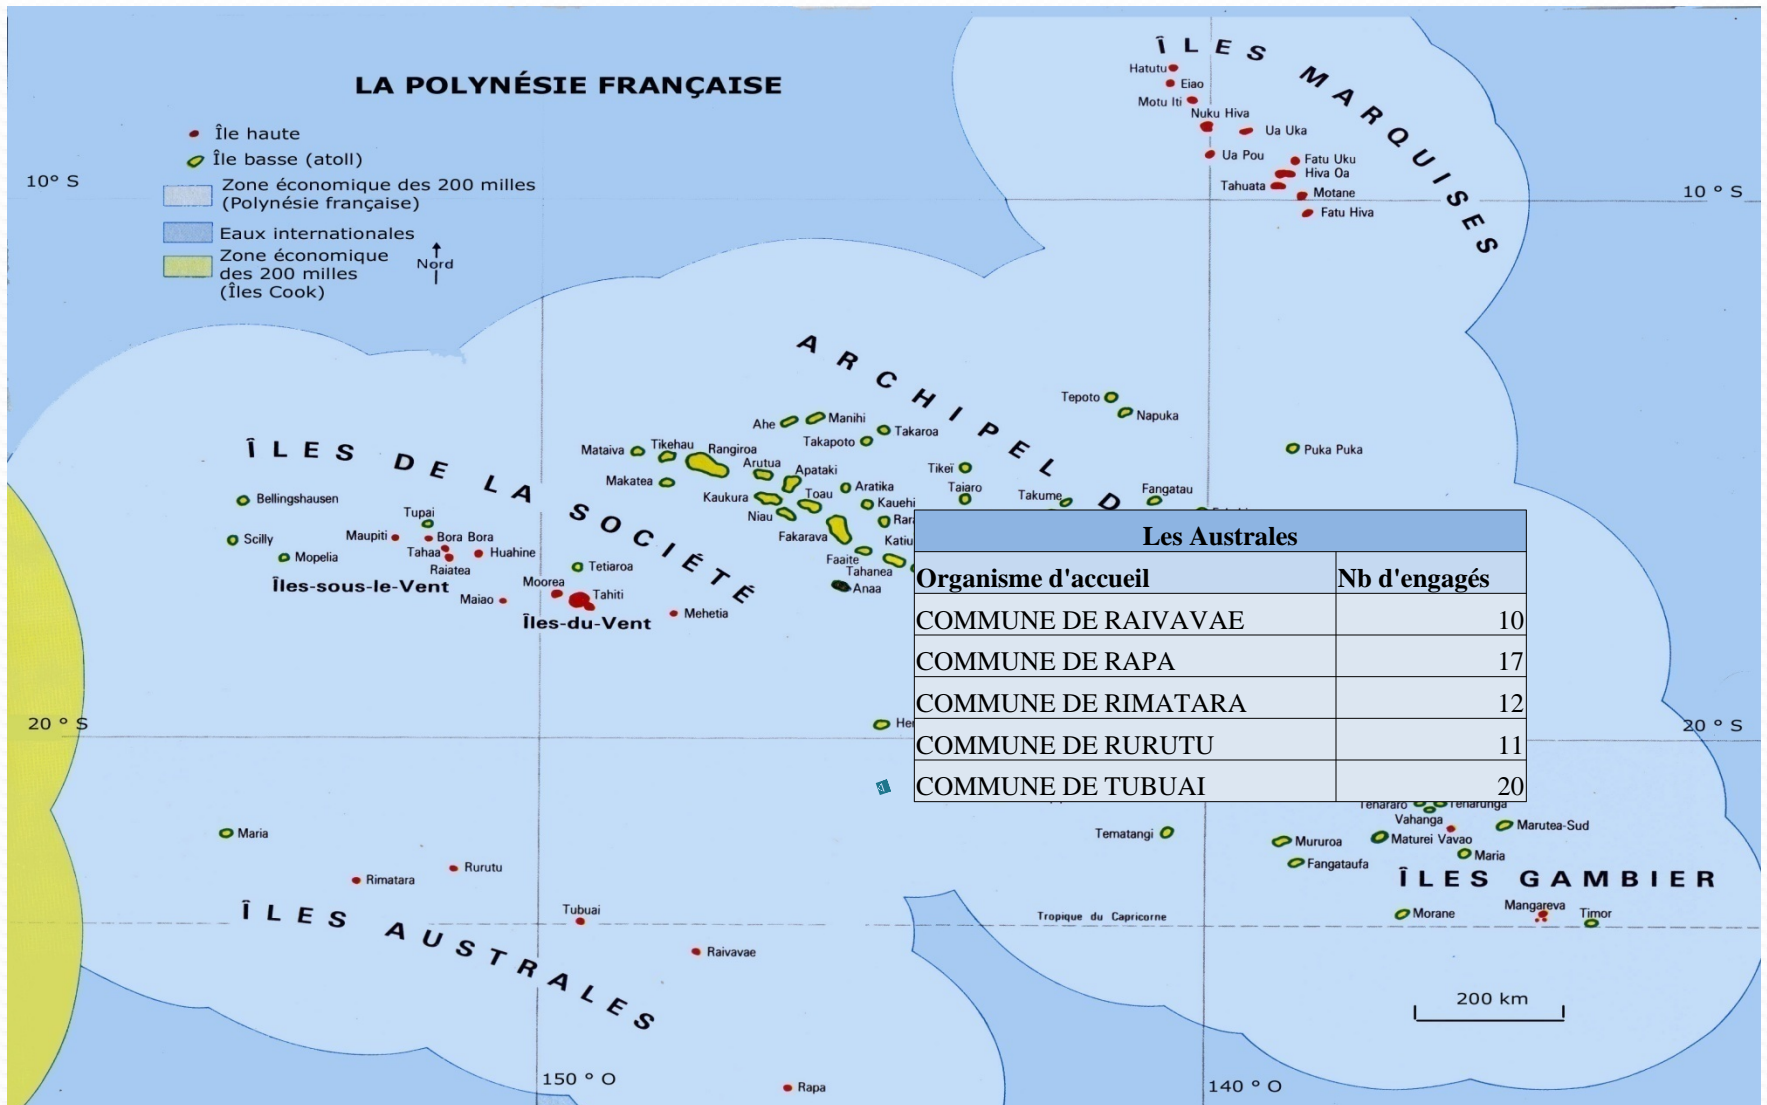 LA POLYNÉSIE FRANÇAISE
Île haute
Île basse (atoll)
Zone économique des 200 milles
(Polynésie française)
Eaux internationales
Zone économique
des 200 milles
(Îles Cook)
Nord
10° S
10 ° S
ÎLES MARQUISES
Hatutu
Eiao
Motu Iti
Nuku Hiva
Ua Uka
Ua Pou
Fatu Uku
Hiva Oa
Tahuata
Motane
Fatu Hiva
ARCHIPEL D
Tepoto
Napuka
Puka Puka
Ahe
Manihi
Takaroa
Takapoto
Mataiva
Tikehau
Rangiroa
Arutua
Apataki
Tikeï
Makatea
Aratika
Taiaro
Takume
Fangatau
Kaukura
Toau
Kauehi
Niau
Fakarava
Katiu
Faaite
Tahanea
Anaa
ÎLES DE LA SOCIÉTÉ
Bellingshausen
Tupai
Scilly
Maupiti
Bora Bora
Mopelia
Tahaa
Huahine
Raiatea
Tetiaroa
Îles-sous-le-Vent
Moorea
Tahiti
Maiao
Mehetia
Îles-du-Vent
Les Australes
Organisme d'accueil Nb d'engagés
COMMUNE DE RAIVAVAE 10
COMMUNE DE RAPA 17
COMMUNE DE RIMATARA 12
COMMUNE DE RURUTU 11
COMMUNE DE TUBUAI 20
20 ° S
20 ° S
Tenararo
Tenarunga
Vahanga
Marutea-Sud
Tematangi
Mururoa
Maturei Vavao
Maria
Fangataufa
ÎLES GAMBIER
Mangareva
Morane
Timor
Tropique du Capricorne
Maria
Rurutu
Rimatara
Tubuai
ÎLES AUSTRALES
Raivavae
Rapa
200 km
150 ° O
140 ° O